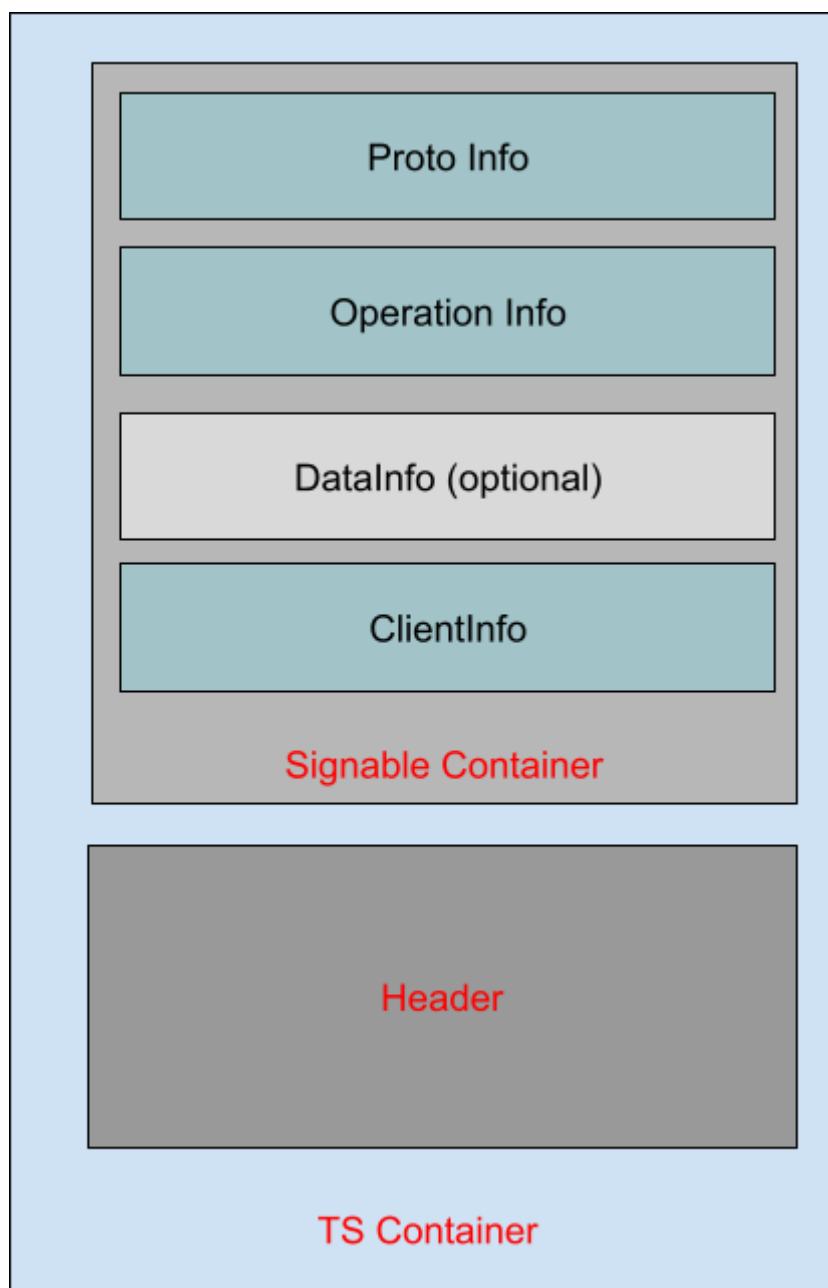 Proto Info
Operation Info
DataInfo (optional)
ClientInfo
Signable Container
Header
TS Container